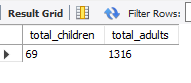 Result Grid Filter Rows:
total_children total_adults
69 1316